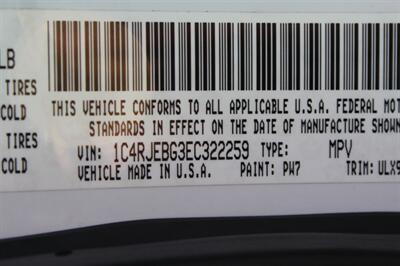 LB
TIRES
COLD
THIS VEHICLE CONFORMS TO ALL APPLICABLE U.S.A. FEDERAL MOT
TIRES
STANDARDS IN EFFECT ON THE DATE OF MANUFACTURE SHOWN
COLD
VIN: 1C4RJEBG3EC322259 TYPE: MPV
VEHICLE MADE IN U.S.A. PAINT: PW7 TRIM: ULX9